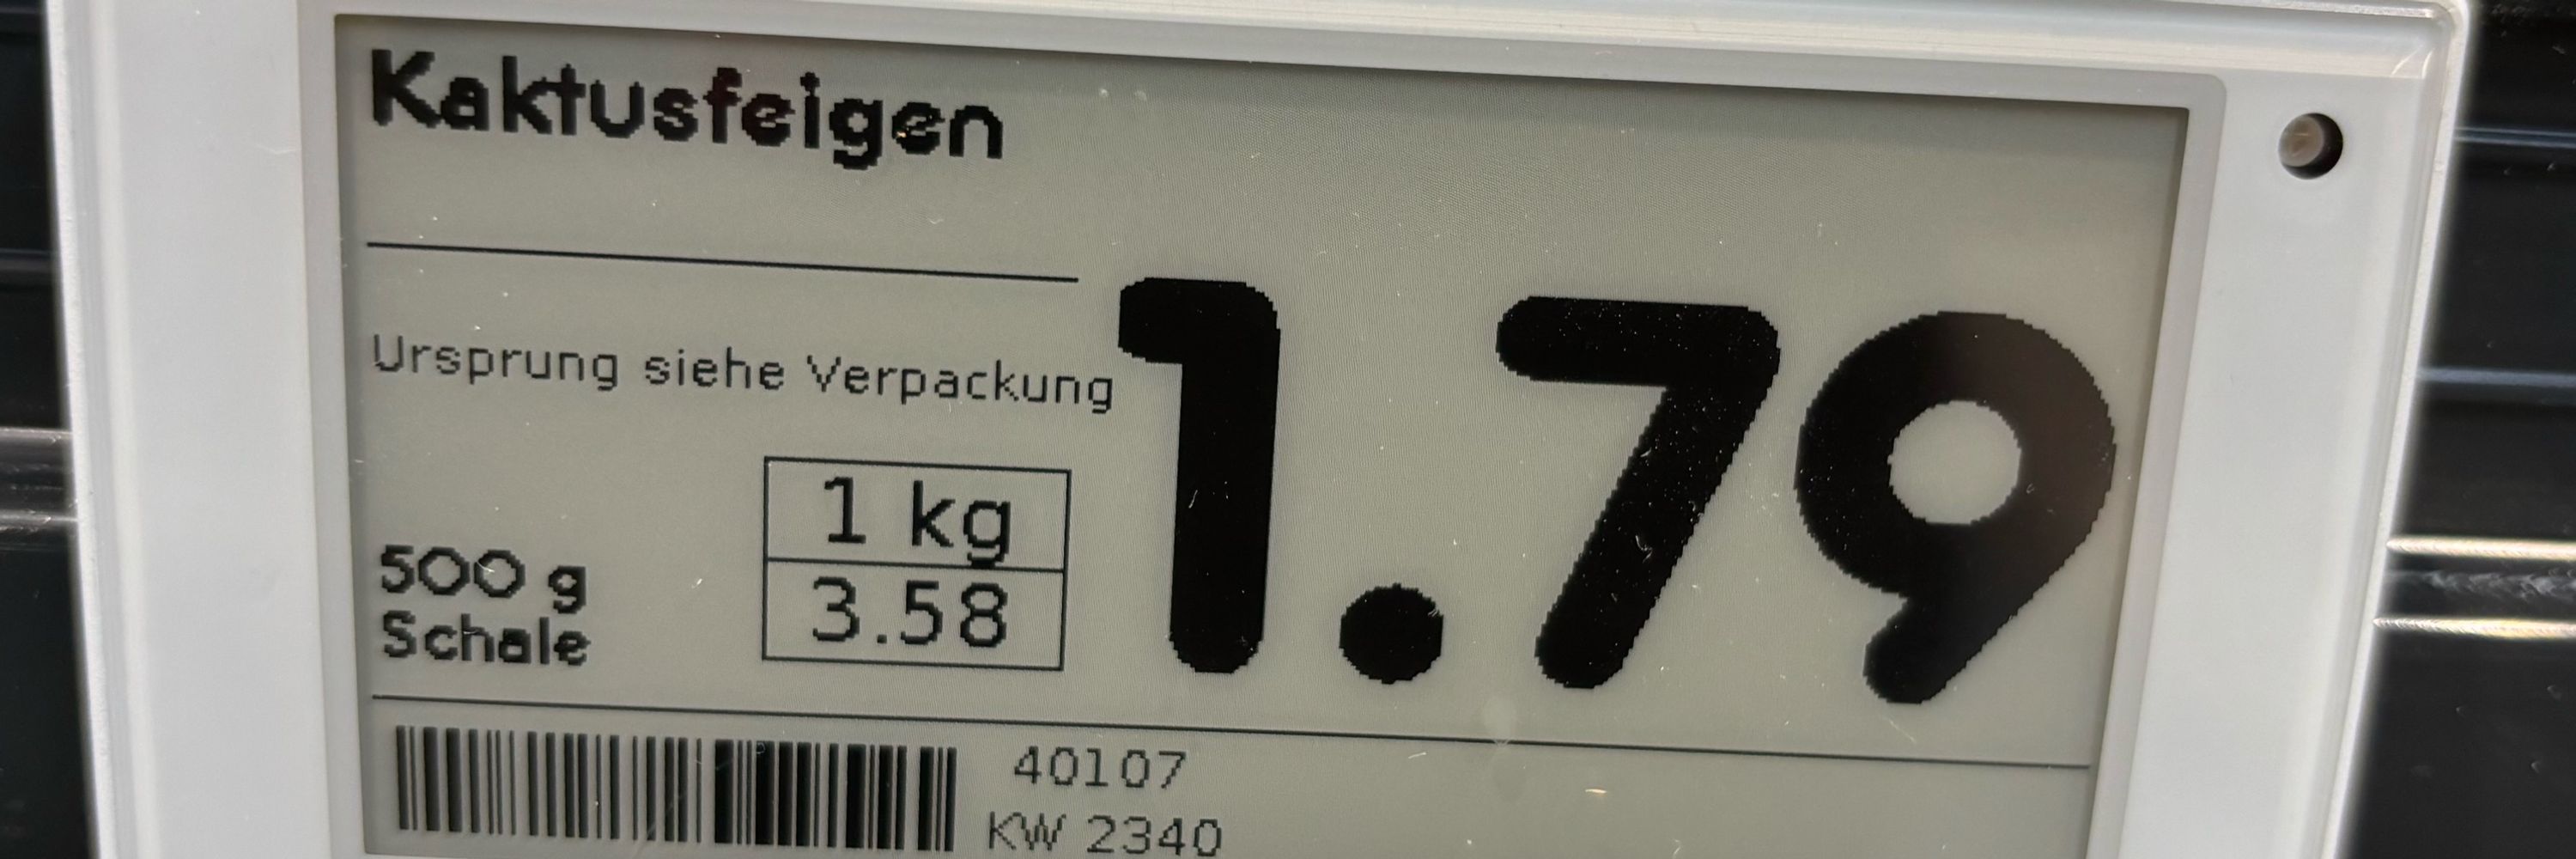 Kaktusfeigen
Ursprung siehe Verpackung
1.79
500 g
Schale
1 kg
3.58
40107
KW 2340